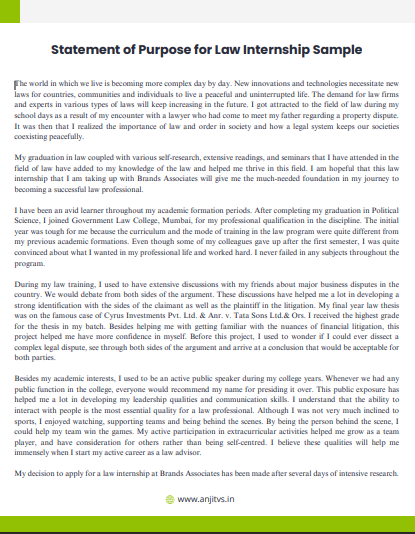 Statement of Purpose for Law Internship Sample
The world in which we live is becoming more complex day by day. New innovations and technologies necessitate new
laws for countries, communities and individuals to live a peaceful and uninterrupted life. The demand for law firms
and experts in various types of laws will keep increasing in the future. I got attracted to the field of law during my
school days as a result of my encounter with a lawyer who had come to meet my father regarding a property dispute.
It was then that I realized the importance of law and order in society and how a legal system keeps our societies
coexisting peacefully.
My graduation in law coupled with various self-research, extensive readings, and seminars that I have attended in the
field of law have added to my knowledge of the law and helped me thrive in this field. I am hopeful that this law
internship that I am taking up with Brands Associates will give me the much-needed foundation in my journey to
becoming a successful law professional.
I have been an avid learner throughout my academic formation periods. After completing my graduation in Political
Science, I joined Government Law College, Mumbai, for my professional qualification in the discipline. The initial
year was tough for me because the curriculum and the mode of training in the law program were quite different from
my previous academic formations. Even though some of my colleagues gave up after the first semester, I was quite
convinced about what I wanted in my professional life and worked hard. I never failed in any subjects throughout the
program.
During my law training, I used to have extensive discussions with my friends about major business disputes in the
country. We would debate from both sides of the argument. These discussions have helped me a lot in developing a
strong identification with the sides of the claimant as well as the plaintiff in the litigation. My final year law thesis
was on the famous case of Cyrus Investments Pvt. Ltd. & Anr. v. Tata Sons Ltd.& Ors. I received the highest grade
for the thesis in my batch. Besides helping me with getting familiar with the nuances of financial litigation, this
project helped me have more confidence in myself. Before this project, I used to wonder if I could ever dissect a
complex legal dispute, see through both sides of the argument and arrive at a conclusion that would be acceptable for
both parties.
Besides my academic interests, I used to be an active public speaker during my college years. Whenever we had any
public function in the college, everyone would recommend my name for presiding it over. This public exposure has
helped me a lot in developing my leadership qualities and communication skills. I understand that the ability to
interact with people is the most essential quality for a law professional. Although I was not very much inclined to
sports, I enjoyed watching, supporting teams and being behind the scenes. By being the person behind the scene, I
could help my team win the games. My active participation in extracurricular activities helped me grow as a team
player, and have consideration for others rather than being self-centred. I believe these qualities will help me
immensely when I start my active career as a law advisor.
My decision to apply for a law internship at Brands Associates has been made after several days of intensive research.
www.anjitvs.in